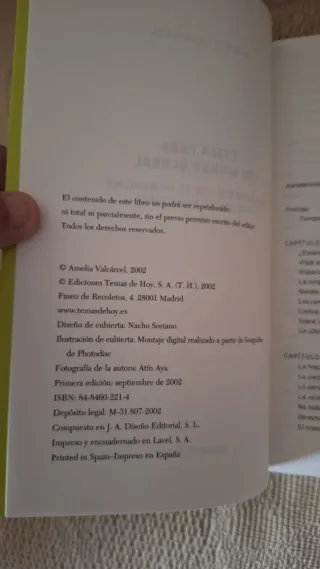 El contenido de este libro no podrá ser reproducido,
ni total ni parcialmente, sin el previo permiso escrito del editor
Todos los derechos reservados.
© Amelia Valcárcel, 2002
© Ediciones Temas de Hoy, S. A. (T. H.), 2002
Paseo de Recoletos, 4. 28001 Madrid
www.temasdehoy.es
Diseño de cubierta: Nacho Soriano
Ilustración de cubierta: Montaje digital realizado a partir de fotografía
de Photodisc
Fotografía de la autora: Atín Aya
Primera edición: septiembre de 2002
ISBN: 84-8460-221-4
Depósito legal: M-31.807-2002
Compuesto en J. A. Diseño Editorial, S. L.
Impreso y encuadernado en Lavel, S. A.
Printed in Spain-Impreso en España
CAPÍTULO
CAPÍTULO